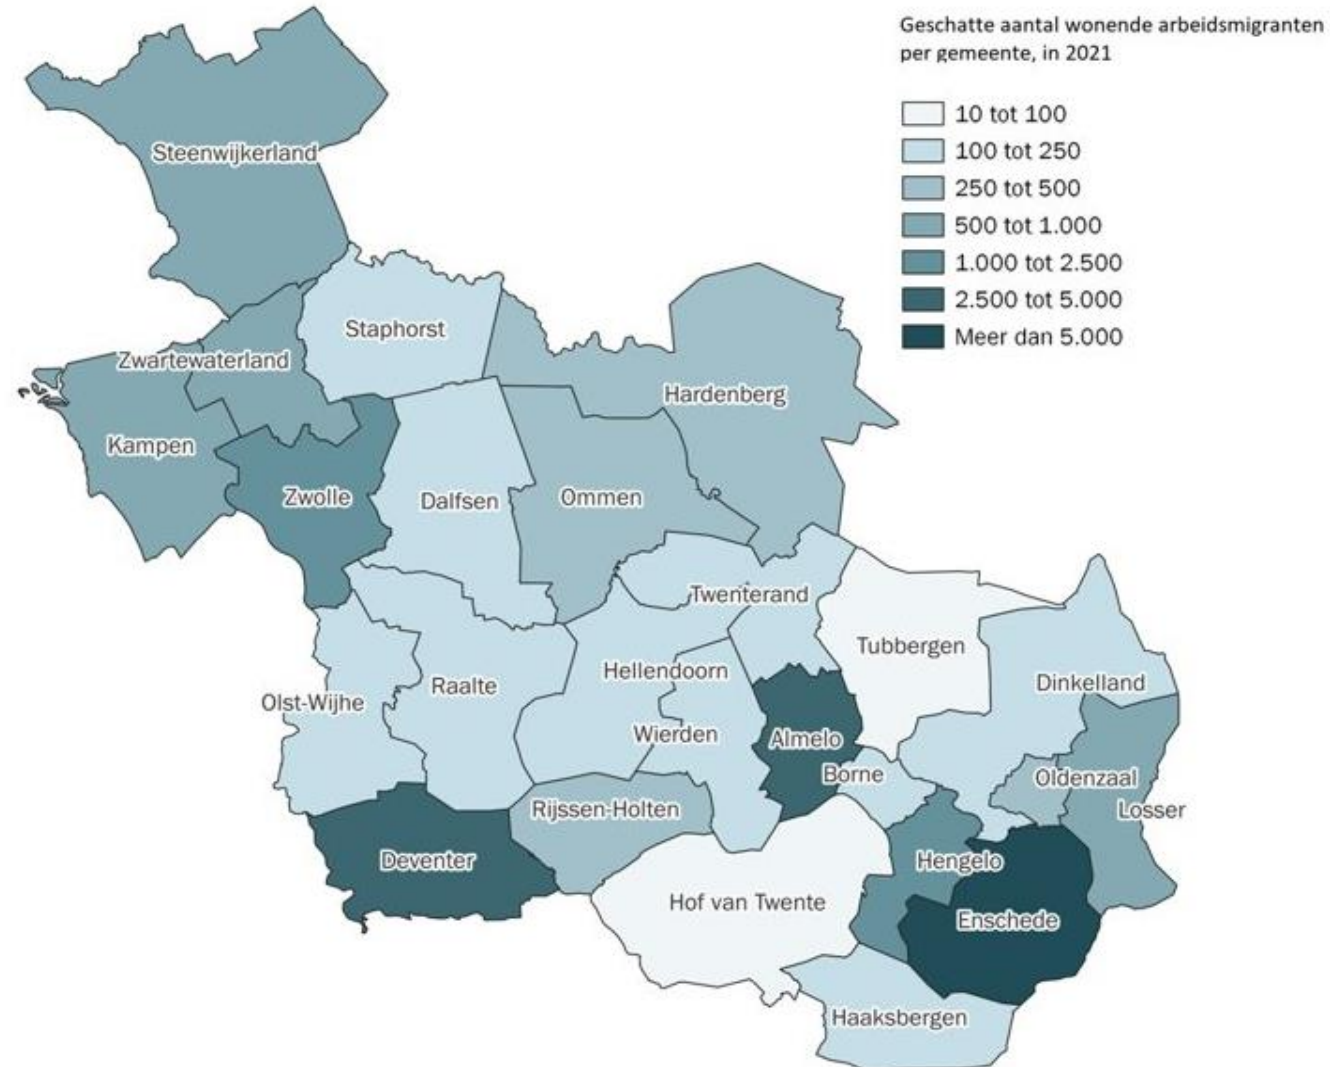 Geschatte aantal wonende arbeidsmigranten
per gemeente, in 2021
10 tot 100
100 tot 250
250 tot 500
500 tot 1.000
1.000 tot 2.500
2.500 tot 5.000
Meer dan 5.000
Steenwijkerland
Staphorst
Zwartewaterland
Hardenberg
Kampen
Zwolle
Dalfsen
Ommen
Twenterand
Tubbergen
Hellendoorn
Dinkelland
Raalte
Olst-Wijhe
Wierden
Almelo
Borne
Oldenzaal
Rijssen-Holten
Losser
Deventer
Hengelo
Hof van Twente
Enschede
Haaksbergen